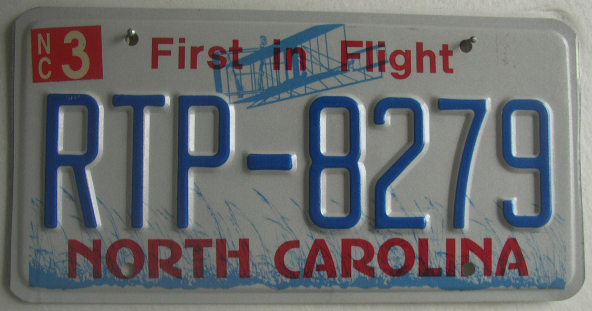 NC 3
First in Flight
RTP-8279
NORTH CAROLINA